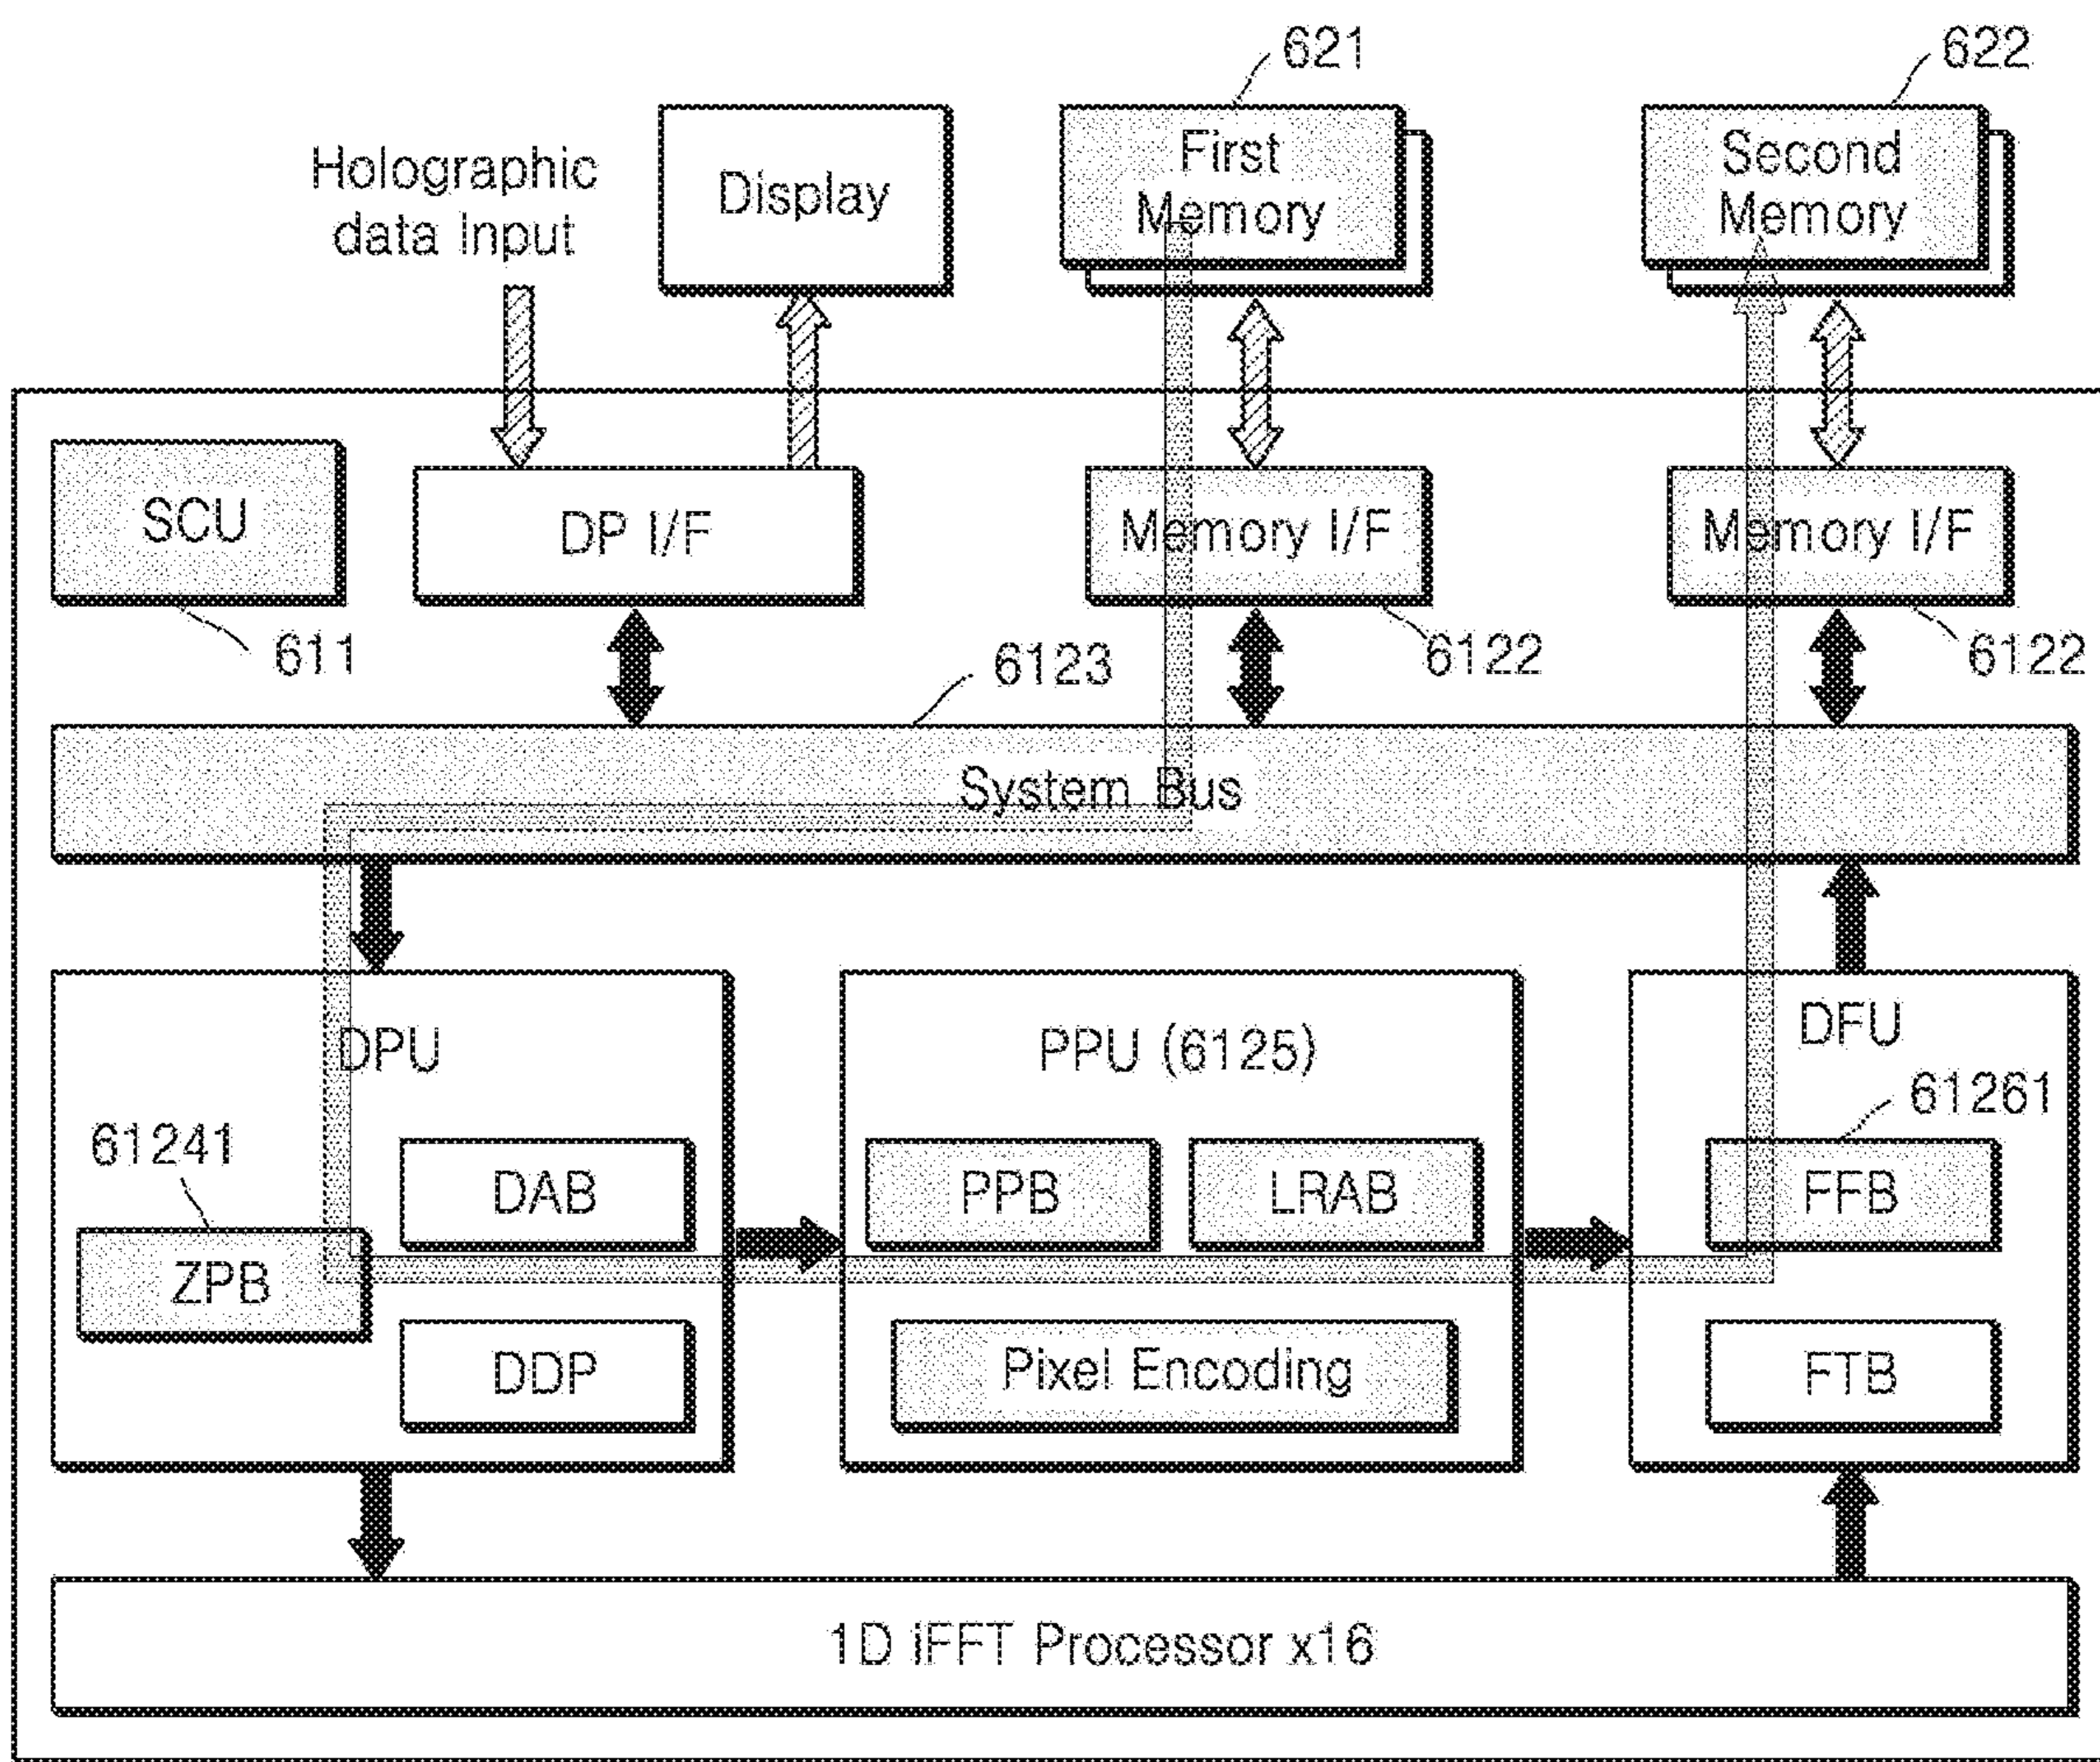 621
622
Holographic
data Input
Display
First
Memory
Second
Memory
SCU
DP I/F
Memory I/F
Memory I/F
611
6123
6122
6122
System Bus
DPU
PPU (6125)
DFU
61241
61261
DAB
PPB
LRAB
FFB
ZPB
DDP
Pixel Encoding
FTB
1D IFFT Processor x16